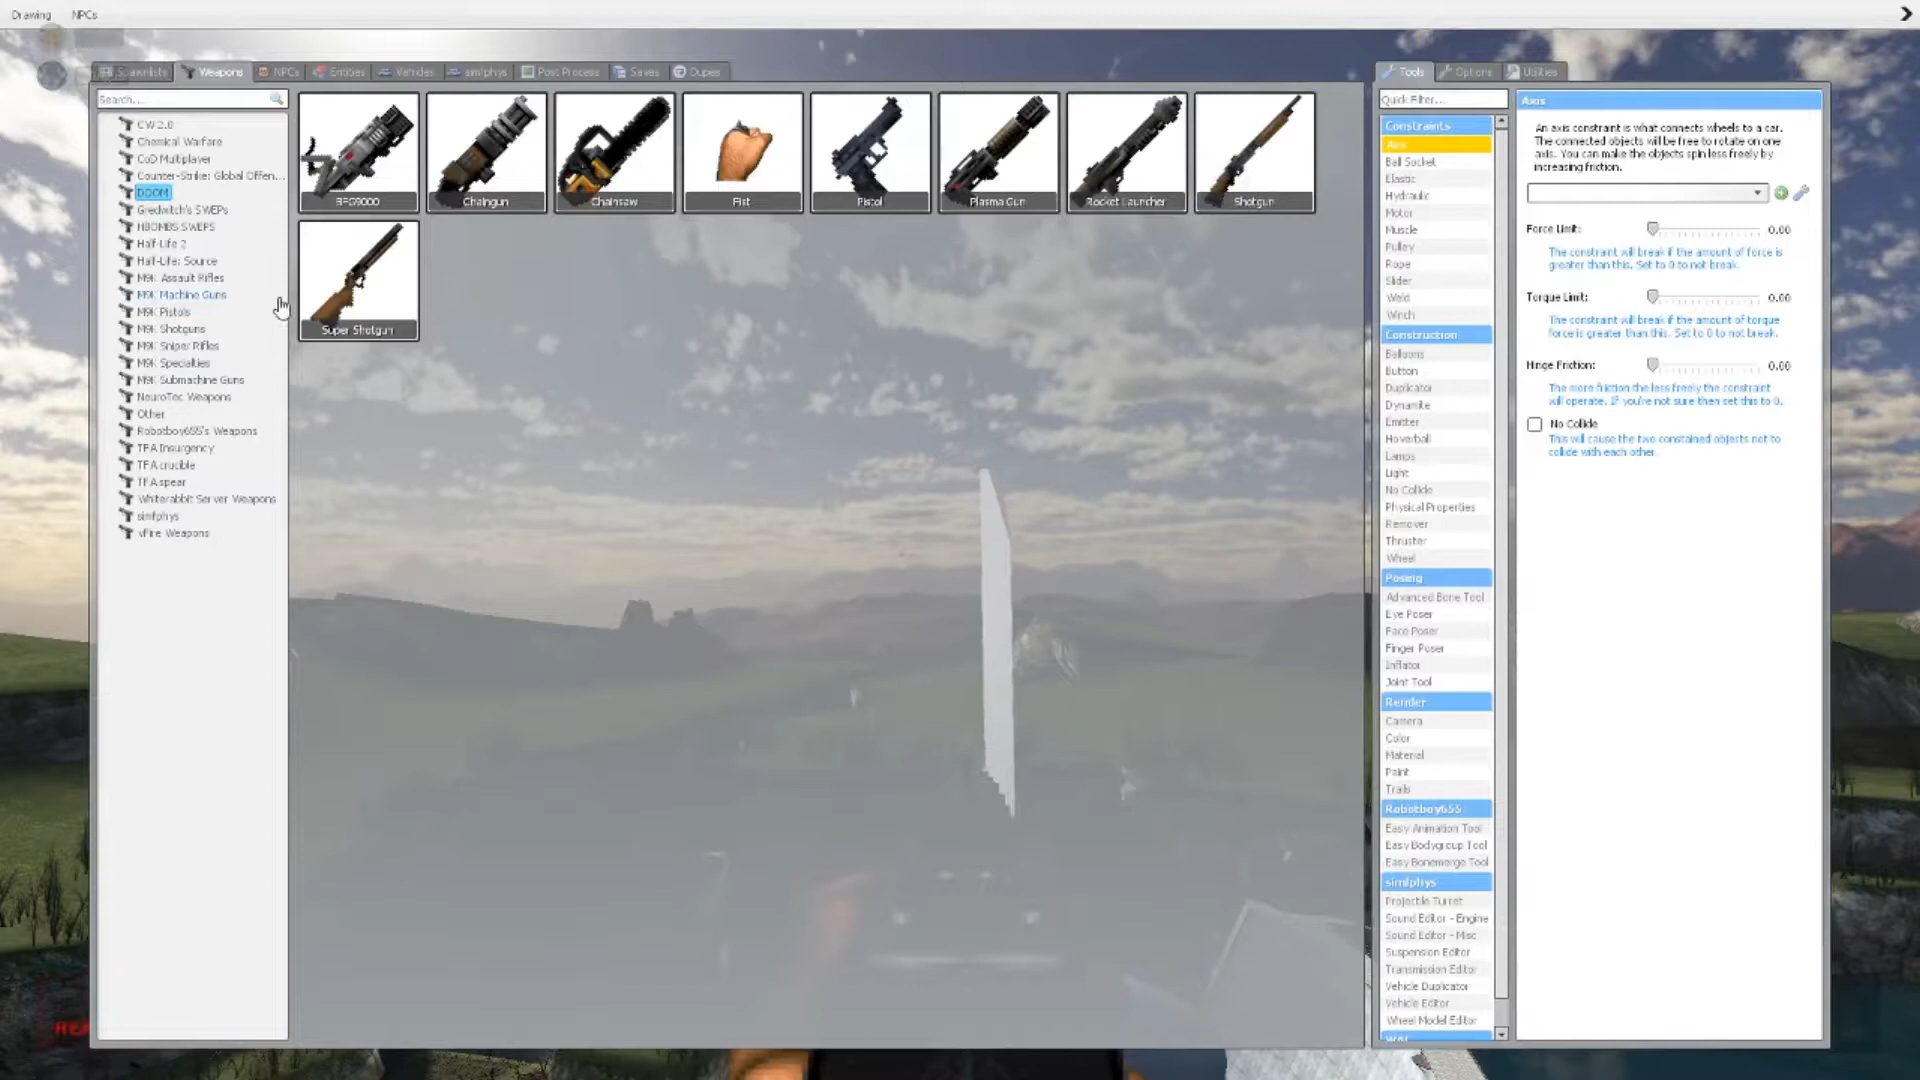 Drawing NPCs
Spawnlists Weapons NPCs Entities Vehicles simfphys Post Process Saves Dupes
Search...
CW 2.0
Chemical Warfare
CoD Multiplayer
Counter-Strike: Global Offen...
DOOM
Gredwitch's SWEPs
HBOMBS SWEPS
Half-Life 2
Half-Life: Source
M9K Assault Rifles
M9K Machine Guns
M9K Pistols
M9K Shotguns
M9K Sniper Rifles
M9K Specialties
M9K Submachine Guns
NeuroTec Weapons
Other
Robotboy655's Weapons
TFA Insurgency
TFA crucible
TFA spear
Whiterabbit Server Weapons
simfphys
vFire Weapons
BFG9000
Chaingun
Chainsaw
Fist
Pistol
Plasma Gun
Rocket Launcher
Shotgun
Super Shotgun
Tools Options Utilities
Quick Filter...
Constraints
Axis
Ball Socket
Elastic
Hydraulic
Motor
Muscle
Pulley
Rope
Slider
Weld
Winch
Construction
Balloons
Button
Duplicator
Dynamite
Emitter
Hoverball
Lamps
Light
No Collide
Physical Properties
Remover
Thruster
Wheel
Posing
Advanced Bone Tool
Eye Poser
Face Poser
Finger Poser
Inflator
Joint Tool
Render
Camera
Color
Material
Paint
Trails
Robotboy655
Easy Animation Tool
Easy Bodygroup Tool
Easy Bonemerge Tool
simfphys
Projectile Turret
Sound Editor - Engine
Sound Editor - Misc
Suspension Editor
Transmission Editor
Vehicle Duplicator
Vehicle Editor
Wheel Model Editor
Axis
An axis constraint is what connects wheels to a car.
The connected objects will be free to rotate on one
axis. You can make the objects spin less freely by
increasing friction.
Force Limit: 0.00
The constraint will break if the amount of force is
greater than this. Set to 0 to not break.
Torque Limit: 0.00
The constraint will break if the amount of torque
force is greater than this. Set to 0 to not break.
Hinge Friction: 0.00
The more friction the less freely the constraint
will operate. If you're not sure then set this to 0.
No Collide
This will cause the two constained objects not to
collide with each other.